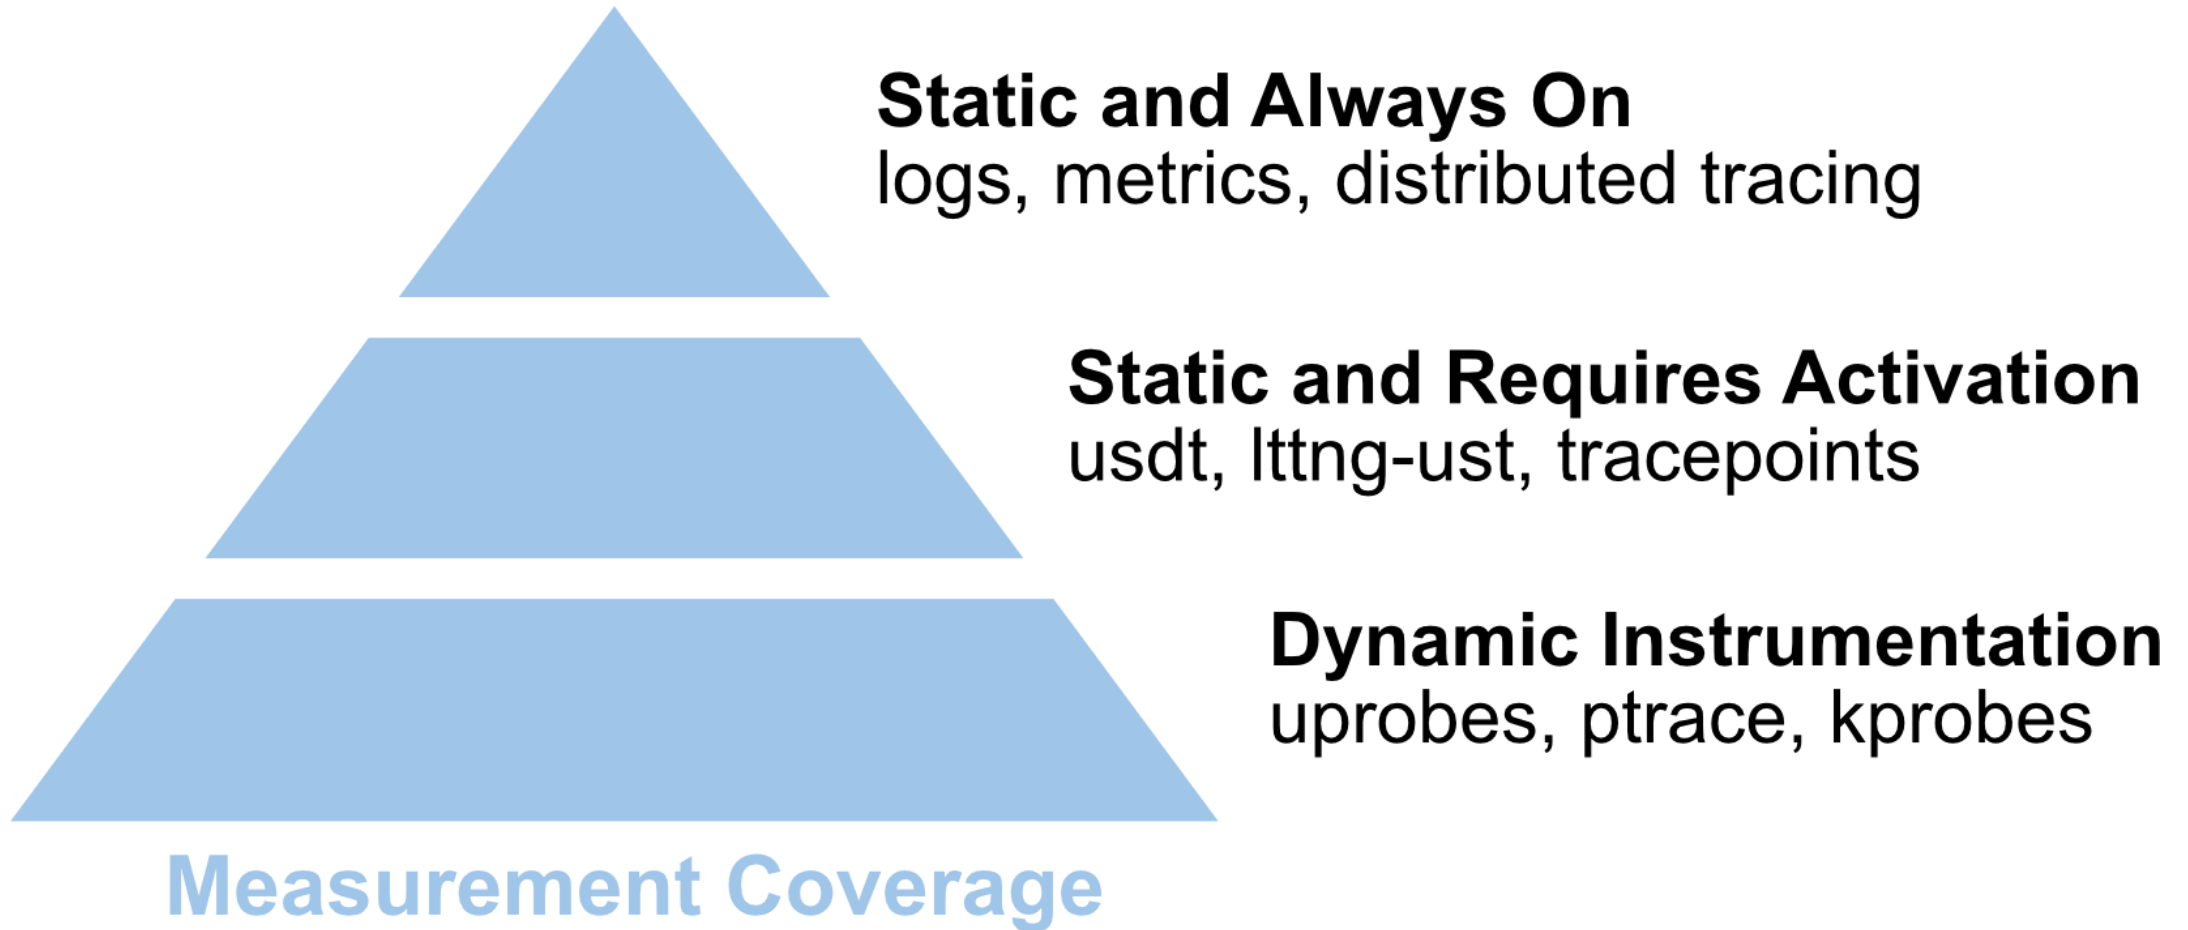 Static and Always On
logs, metrics, distributed tracing
Static and Requires Activation
usdt, lttng-ust, tracepoints
Dynamic Instrumentation
uprobes, ptrace, kprobes
Measurement Coverage